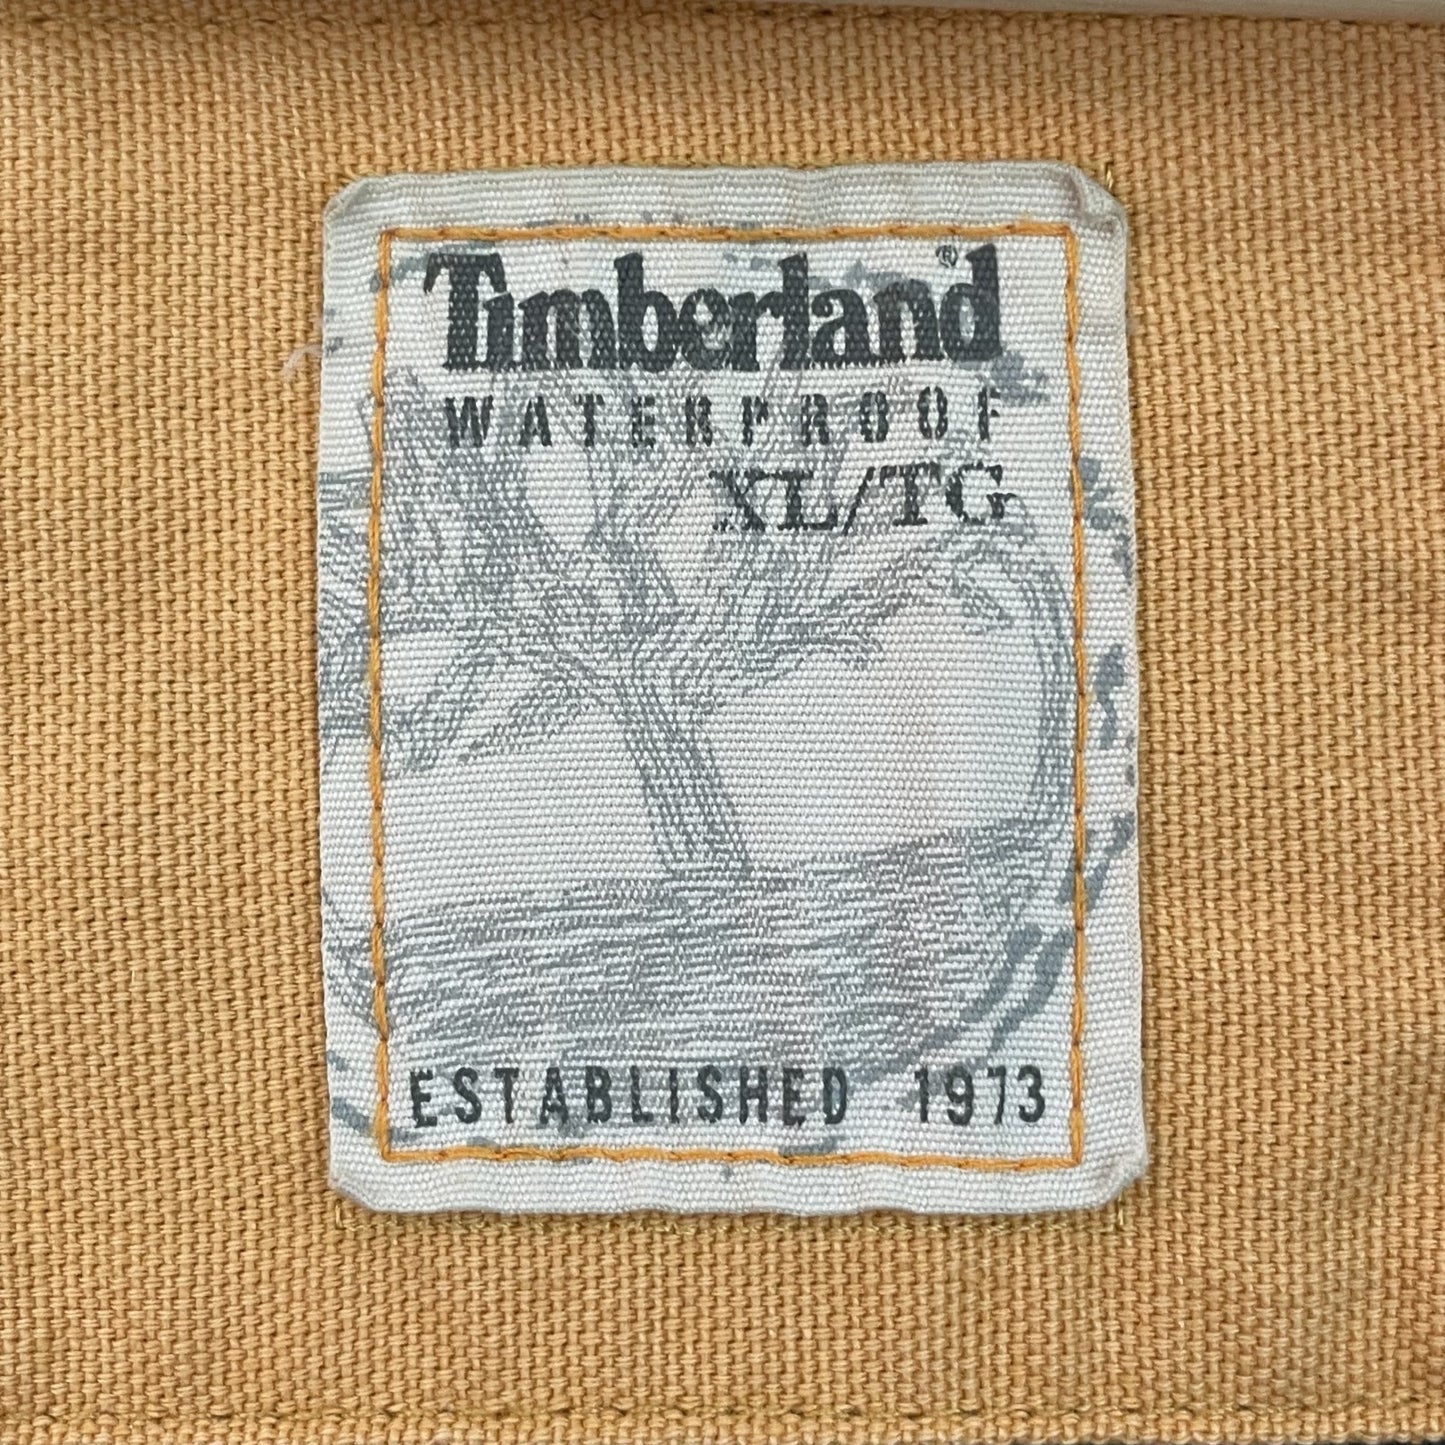 Timberland®
WATERPROOF
XL/TG
ESTABLISHED 1973